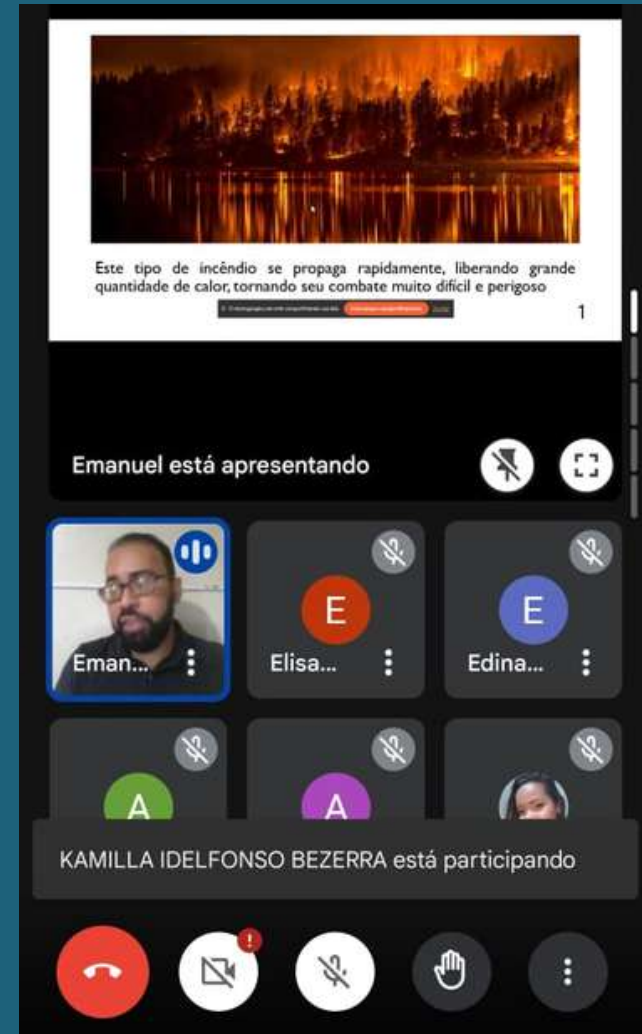 Este tipo de incêndio se propaga rapidamente, liberando grande
quantidade de calor, tornando seu combate muito difícil e perigoso
1
Emanuel está apresentando
Eman...
E
Elisa...
E
Edina...
A
A
KAMILLA IDELFONSO BEZERRA está participando